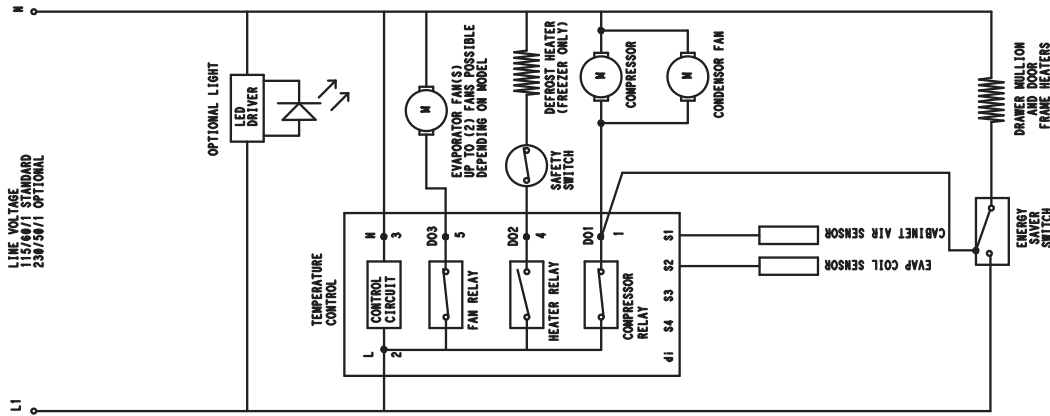 LINE VOLTAGE
115/60/1 STANDARD
230/50/1 OPTIONAL
L1
N
OPTIONAL LIGHT
LED
DRIVER
TEMPERATURE
CONTROL
L
2
CONTROL
CIRCUIT
N
3
FAN RELAY
DO3
5
M
EVAPORATOR FAN(S)
UP TO (2) FANS POSSIBLE
DEPENDING ON MODEL
HEATER RELAY
DO2
4
SAFETY
SWITCH
DEFROST HEATER
(FREEZER ONLY)
COMPRESSOR
RELAY
DO1
1
M
COMPRESSOR
M
CONDENSOR FAN
di
S4
S3
S2
S1
CABINET AIR SENSOR
EVAP COIL SENSOR
ENERGY
SAVER
SWITCH
DRAWER MULLION
AND DOOR
FRAME HEATERS